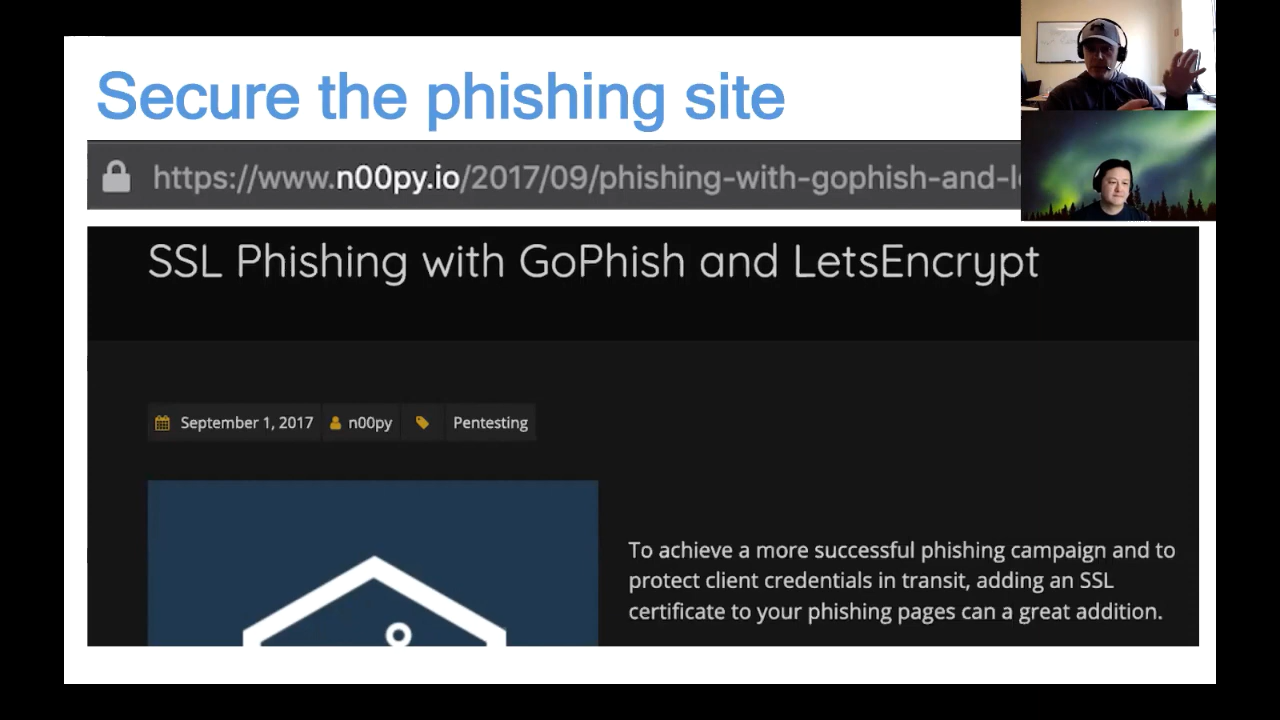 Secure the phishing site
https://www.n00py.io/2017/09/phishing-with-gophish-and-l
SSL Phishing with GoPhish and LetsEncrypt
September 1, 2017 n00py Pentesting
To achieve a more successful phishing campaign and to
protect client credentials in transit, adding an SSL
certificate to your phishing pages can a great addition.